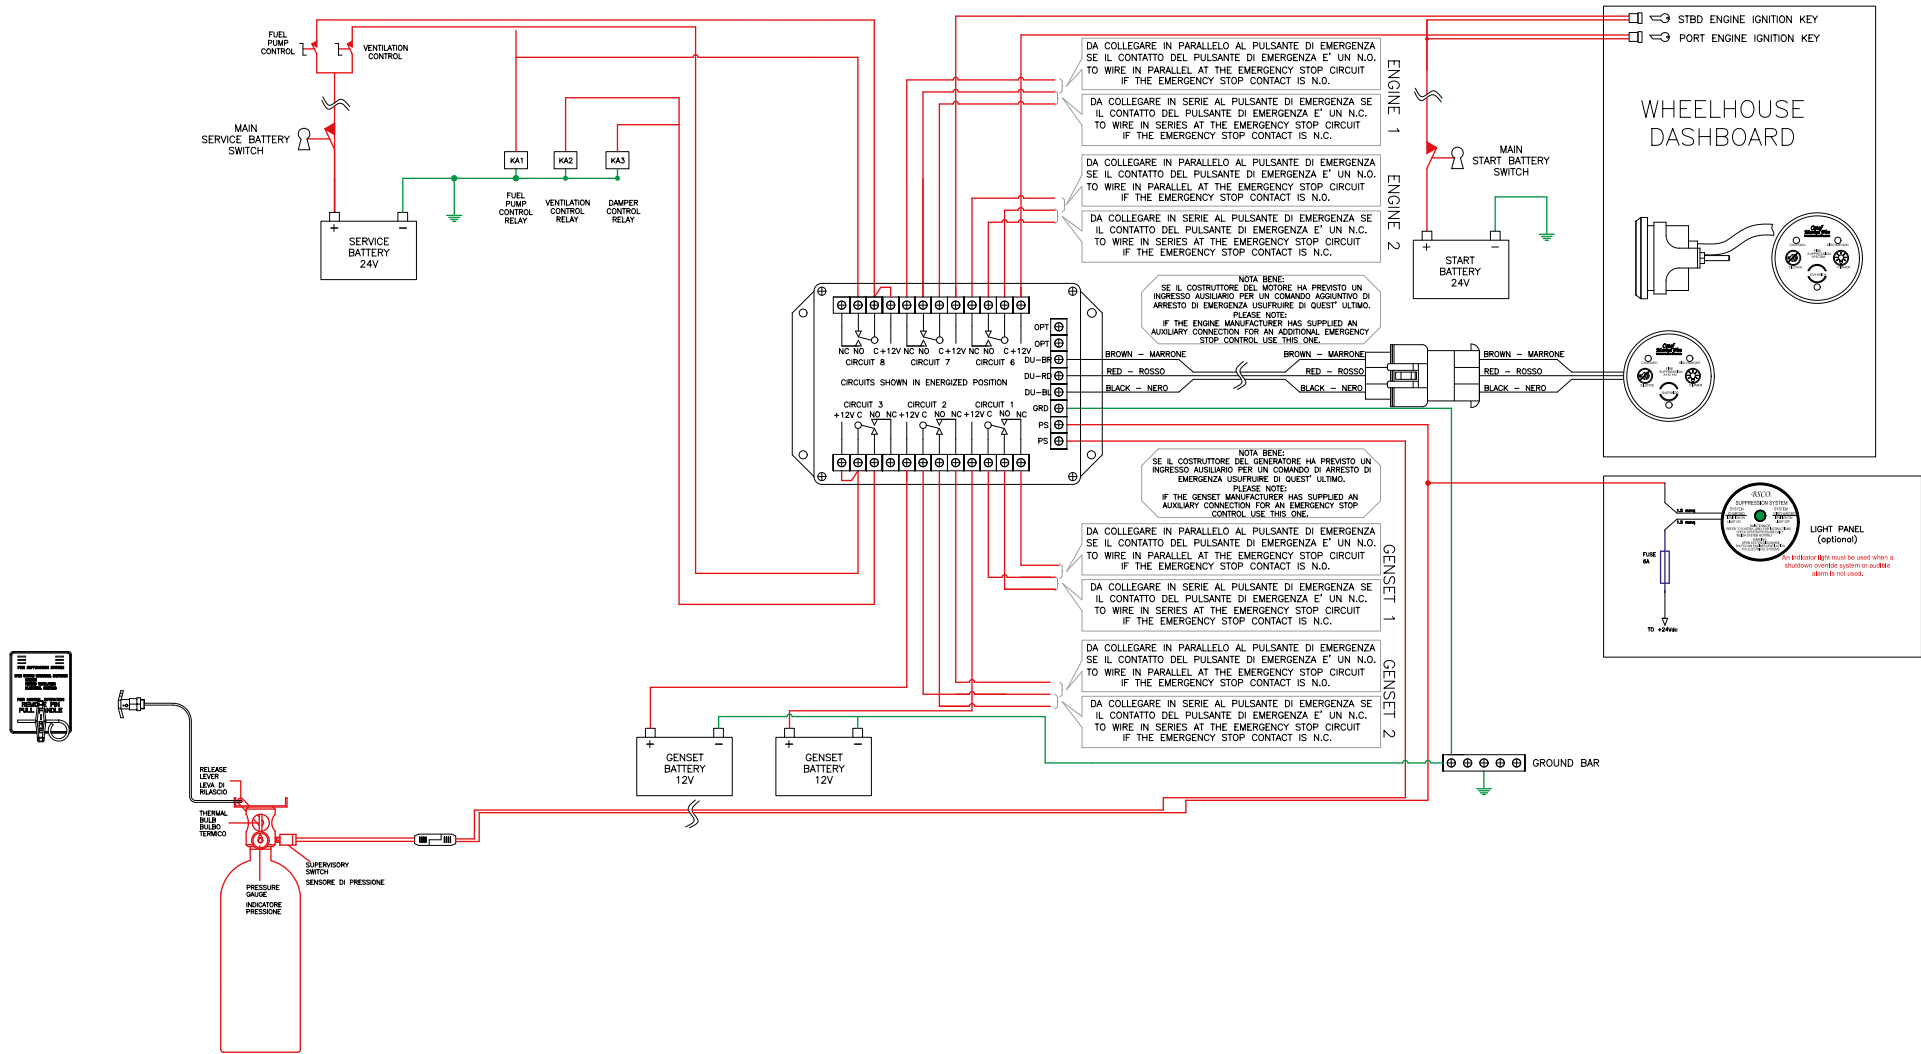 FUEL
PUMP
CONTROL
VENTILATION
CONTROL
MAIN
SERVICE BATTERY
SWITCH
+ −
SERVICE
BATTERY
24V
KA1
KA2
KA3
FUEL
PUMP
CONTROL
RELAY
VENTILATION
CONTROL
RELAY
DAMPER
CONTROL
RELAY
DA COLLEGARE IN PARALLELO AL PULSANTE DI EMERGENZA
SE IL CONTATTO DEL PULSANTE DI EMERGENZA E' UN N.O.
TO WIRE IN PARALLEL AT THE EMERGENCY STOP CIRCUIT
IF THE EMERGENCY STOP CONTACT IS N.O.
DA COLLEGARE IN SERIE AL PULSANTE DI EMERGENZA SE
IL CONTATTO DEL PULSANTE DI EMERGENZA E' UN N.C.
TO WIRE IN SERIES AT THE EMERGENCY STOP CIRCUIT
IF THE EMERGENCY STOP CONTACT IS N.C.
ENGINE 1
DA COLLEGARE IN PARALLELO AL PULSANTE DI EMERGENZA
SE IL CONTATTO DEL PULSANTE DI EMERGENZA E' UN N.O.
TO WIRE IN PARALLEL AT THE EMERGENCY STOP CIRCUIT
IF THE EMERGENCY STOP CONTACT IS N.O.
DA COLLEGARE IN SERIE AL PULSANTE DI EMERGENZA SE
IL CONTATTO DEL PULSANTE DI EMERGENZA E' UN N.C.
TO WIRE IN SERIES AT THE EMERGENCY STOP CIRCUIT
IF THE EMERGENCY STOP CONTACT IS N.C.
ENGINE 2
STBD ENGINE IGNITION KEY
PORT ENGINE IGNITION KEY
WHEELHOUSE
DASHBOARD
MAIN
START BATTERY
SWITCH
+ −
START
BATTERY
24V
NOTA BENE:
SE IL COSTRUTTORE DEL MOTORE HA PREVISTO UN
INGRESSO AUSILIARIO PER UN COMANDO AGGIUNTIVO DI
ARRESTO DI EMERGENZA USUFRUIRE DI QUEST' ULTIMO.
PLEASE NOTE:
IF THE ENGINE MANUFACTURER HAS SUPPLIED AN
AUXILIARY CONNECTION FOR AN ADDITIONAL EMERGENCY
STOP CONTROL USE THIS ONE.
NC NO C +12V NC NO C +12V NC NO C +12V
CIRCUIT 8 CIRCUIT 7 CIRCUIT 6
CIRCUITS SHOWN IN ENERGIZED POSITION
CIRCUIT 3 CIRCUIT 2 CIRCUIT 1
+12V C NO NC +12V C NO NC +12V C NO NC
OPT
OPT
DU-BR
DU-RD
DU-BL
GRD
PS
PS
BROWN − MARRONE
RED − ROSSO
BLACK − NERO
BROWN − MARRONE
RED − ROSSO
BLACK − NERO
BROWN − MARRONE
RED − ROSSO
BLACK − NERO
NOTA BENE:
SE IL COSTRUTTORE DEL GENERATORE HA PREVISTO UN
INGRESSO AUSILIARIO PER UN COMANDO DI ARRESTO DI
EMERGENZA USUFRUIRE DI QUEST' ULTIMO.
PLEASE NOTE:
IF THE GENSET MANUFACTURER HAS SUPPLIED AN
AUXILIARY CONNECTION FOR AN EMERGENCY STOP
CONTROL USE THIS ONE.
DA COLLEGARE IN PARALLELO AL PULSANTE DI EMERGENZA
SE IL CONTATTO DEL PULSANTE DI EMERGENZA E' UN N.O.
TO WIRE IN PARALLEL AT THE EMERGENCY STOP CIRCUIT
IF THE EMERGENCY STOP CONTACT IS N.O.
DA COLLEGARE IN SERIE AL PULSANTE DI EMERGENZA SE
IL CONTATTO DEL PULSANTE DI EMERGENZA E' UN N.C.
TO WIRE IN SERIES AT THE EMERGENCY STOP CIRCUIT
IF THE EMERGENCY STOP CONTACT IS N.C.
GENSET 1
DA COLLEGARE IN PARALLELO AL PULSANTE DI EMERGENZA
SE IL CONTATTO DEL PULSANTE DI EMERGENZA E' UN N.O.
TO WIRE IN PARALLEL AT THE EMERGENCY STOP CIRCUIT
IF THE EMERGENCY STOP CONTACT IS N.O.
DA COLLEGARE IN SERIE AL PULSANTE DI EMERGENZA SE
IL CONTATTO DEL PULSANTE DI EMERGENZA E' UN N.C.
TO WIRE IN SERIES AT THE EMERGENCY STOP CIRCUIT
IF THE EMERGENCY STOP CONTACT IS N.C.
GENSET 2
1.5 mmq
1.5 mmq
SUPPRESSION SYSTEM
LIGHT PANEL
(optional)
An indicator light must be used when a
shutdown override system or audible
alarm is not used.
FUSE
6A
TO +24Vdc
+ −
GENSET
BATTERY
12V
+ −
GENSET
BATTERY
12V
GROUND BAR
REMOVE PIN
PULL HANDLE
RELEASE
LEVER
LEVA DI
RILASCIO
THERMAL
BULB
BULBO
TERMICO
SUPERVISORY
SWITCH
SENSORE DI PRESSIONE
PRESSURE
GAUGE
INDICATORE
PRESSIONE